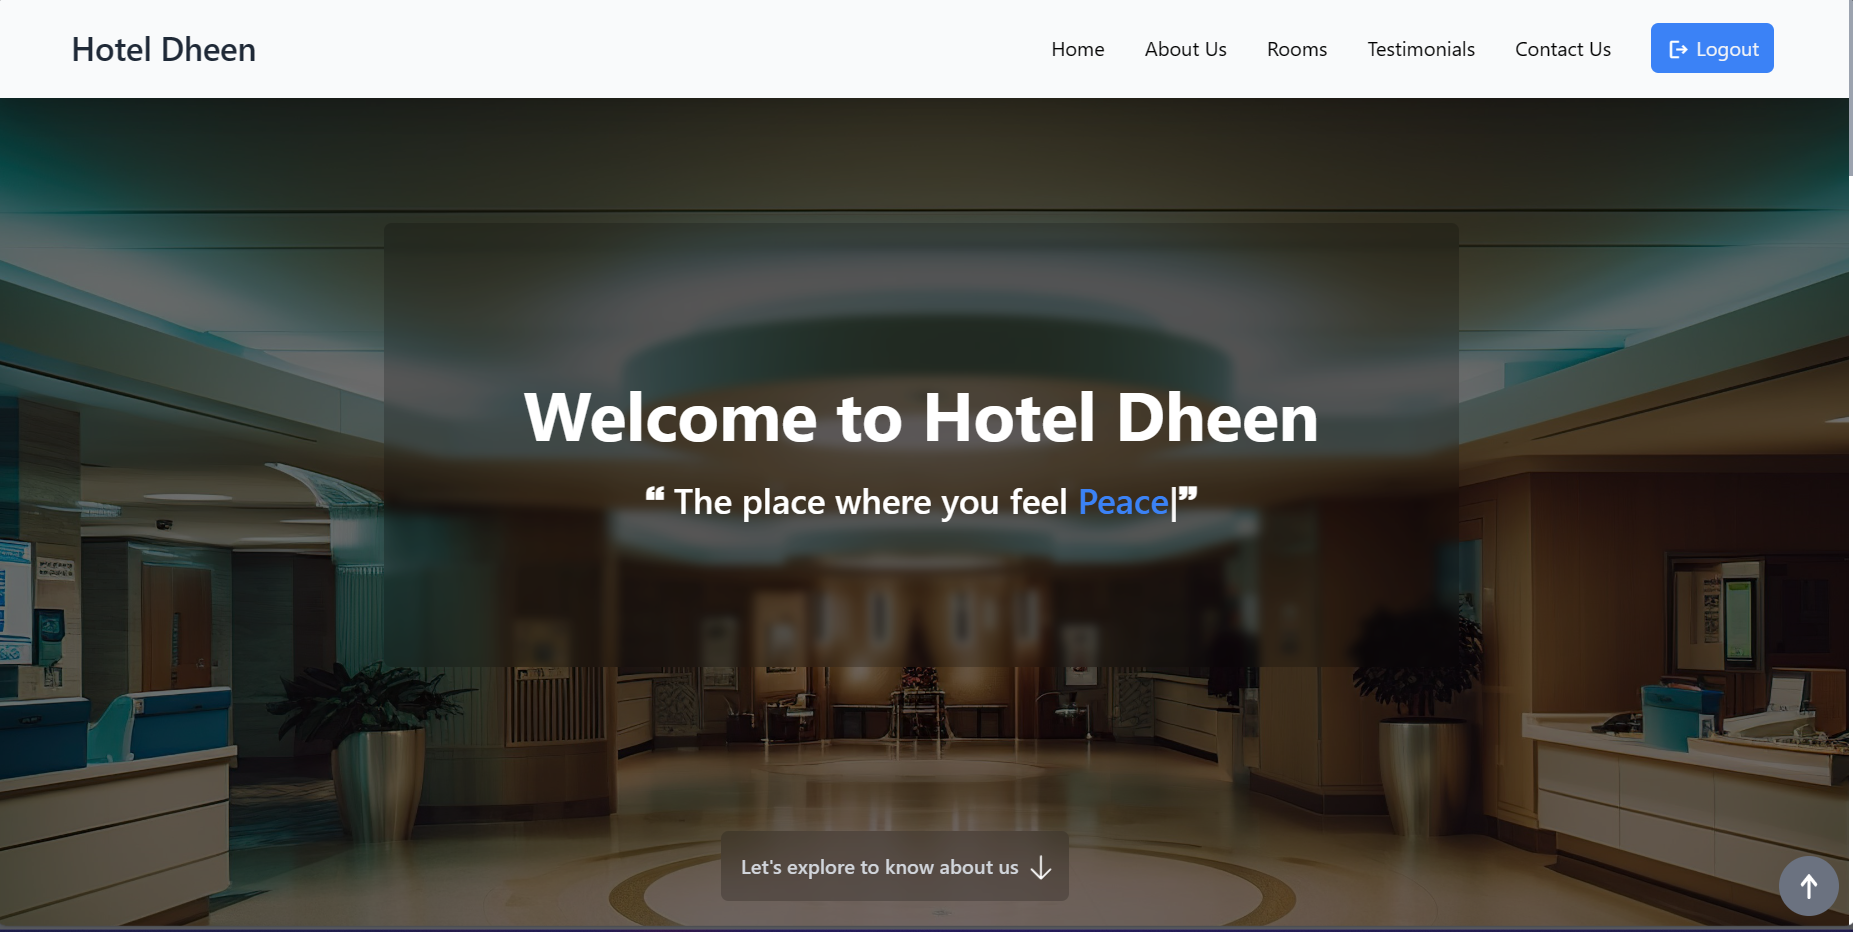 Hotel Dheen
Home About Us Rooms Testimonials Contact Us Logout
Welcome to Hotel Dheen
❝ The place where you feel Peace|❞
Let's explore to know about us